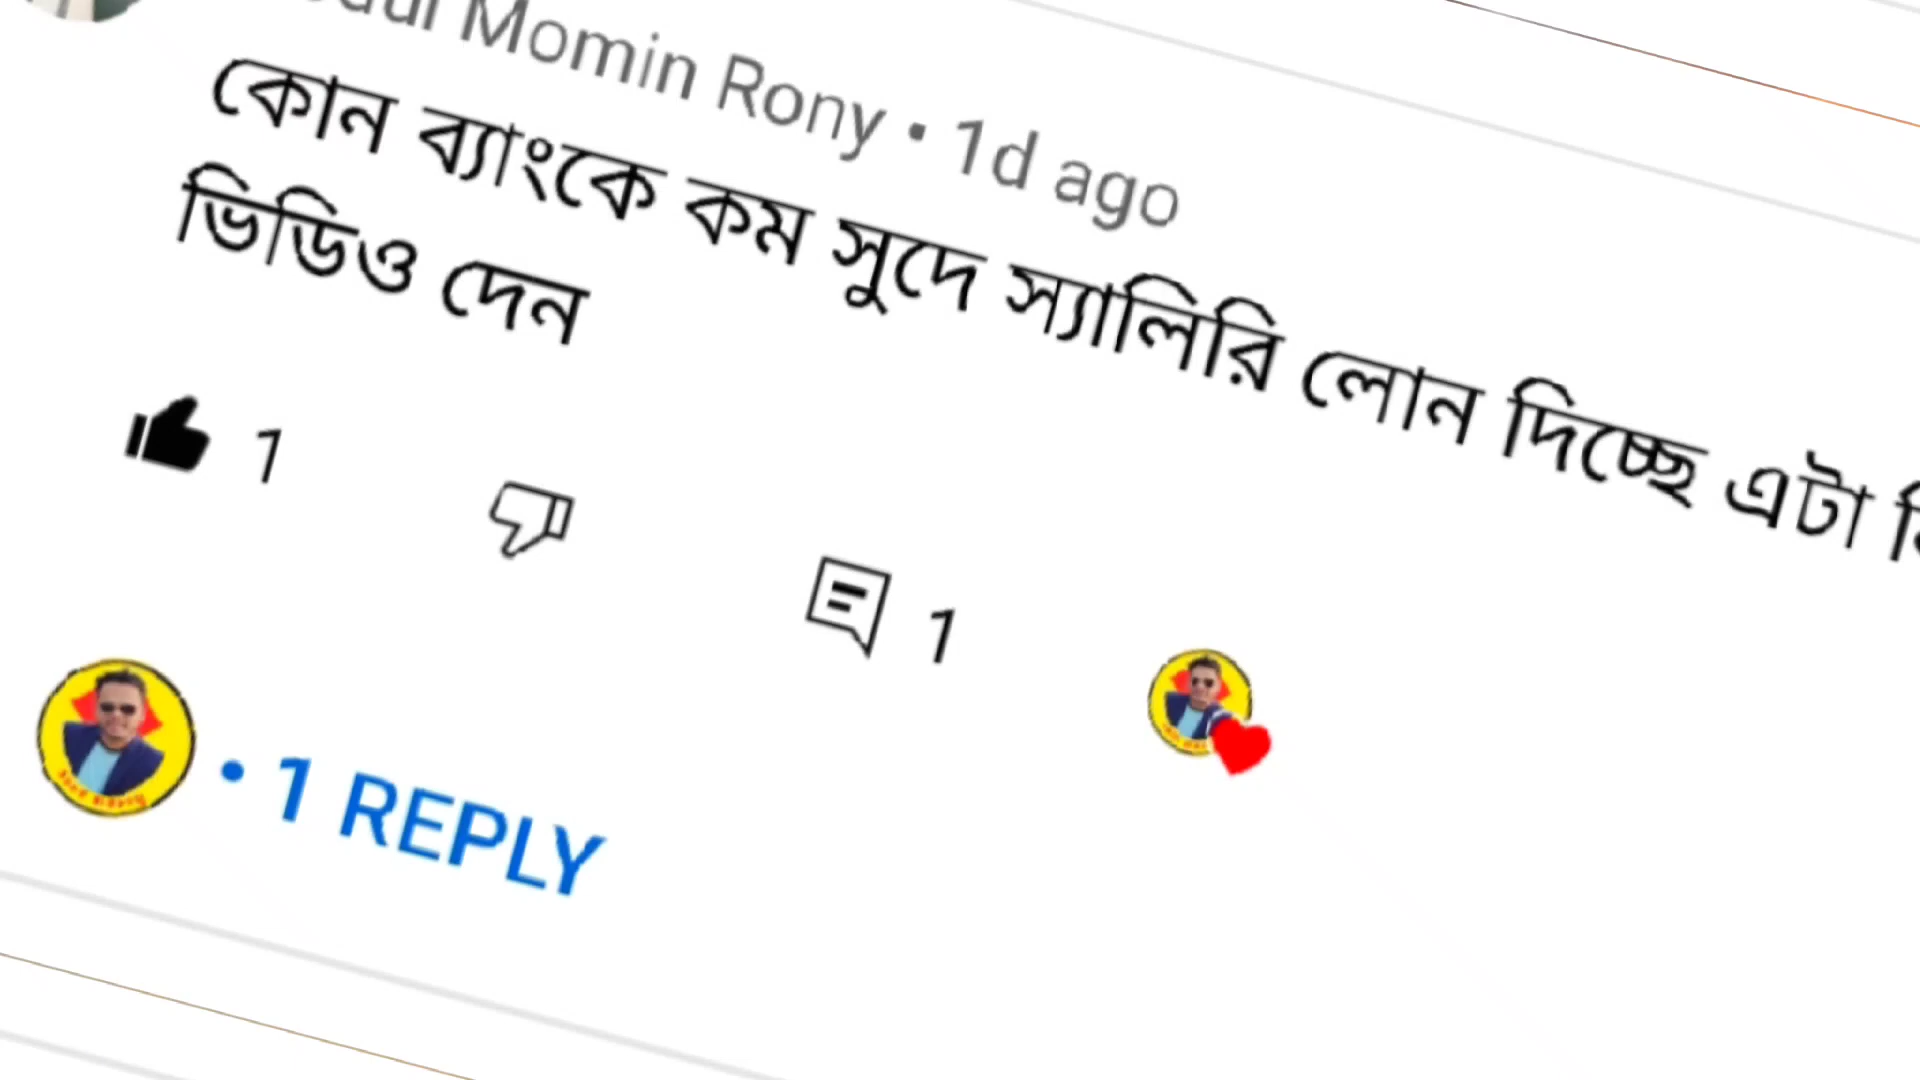 Momin Rony • 1d ago
কোন ব্যাংকে কম সুদে স্যালিরি লোন দিচ্ছে এটা
ভিডিও দেন
1
1
• 1 REPLY